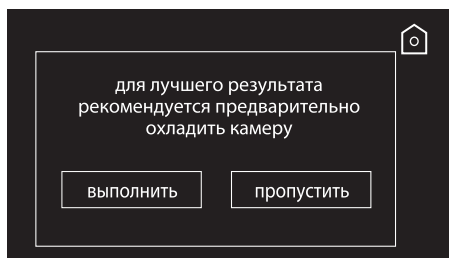 для лучшего результата
рекомендуется предварительно
охладить камеру
выполнить
пропустить